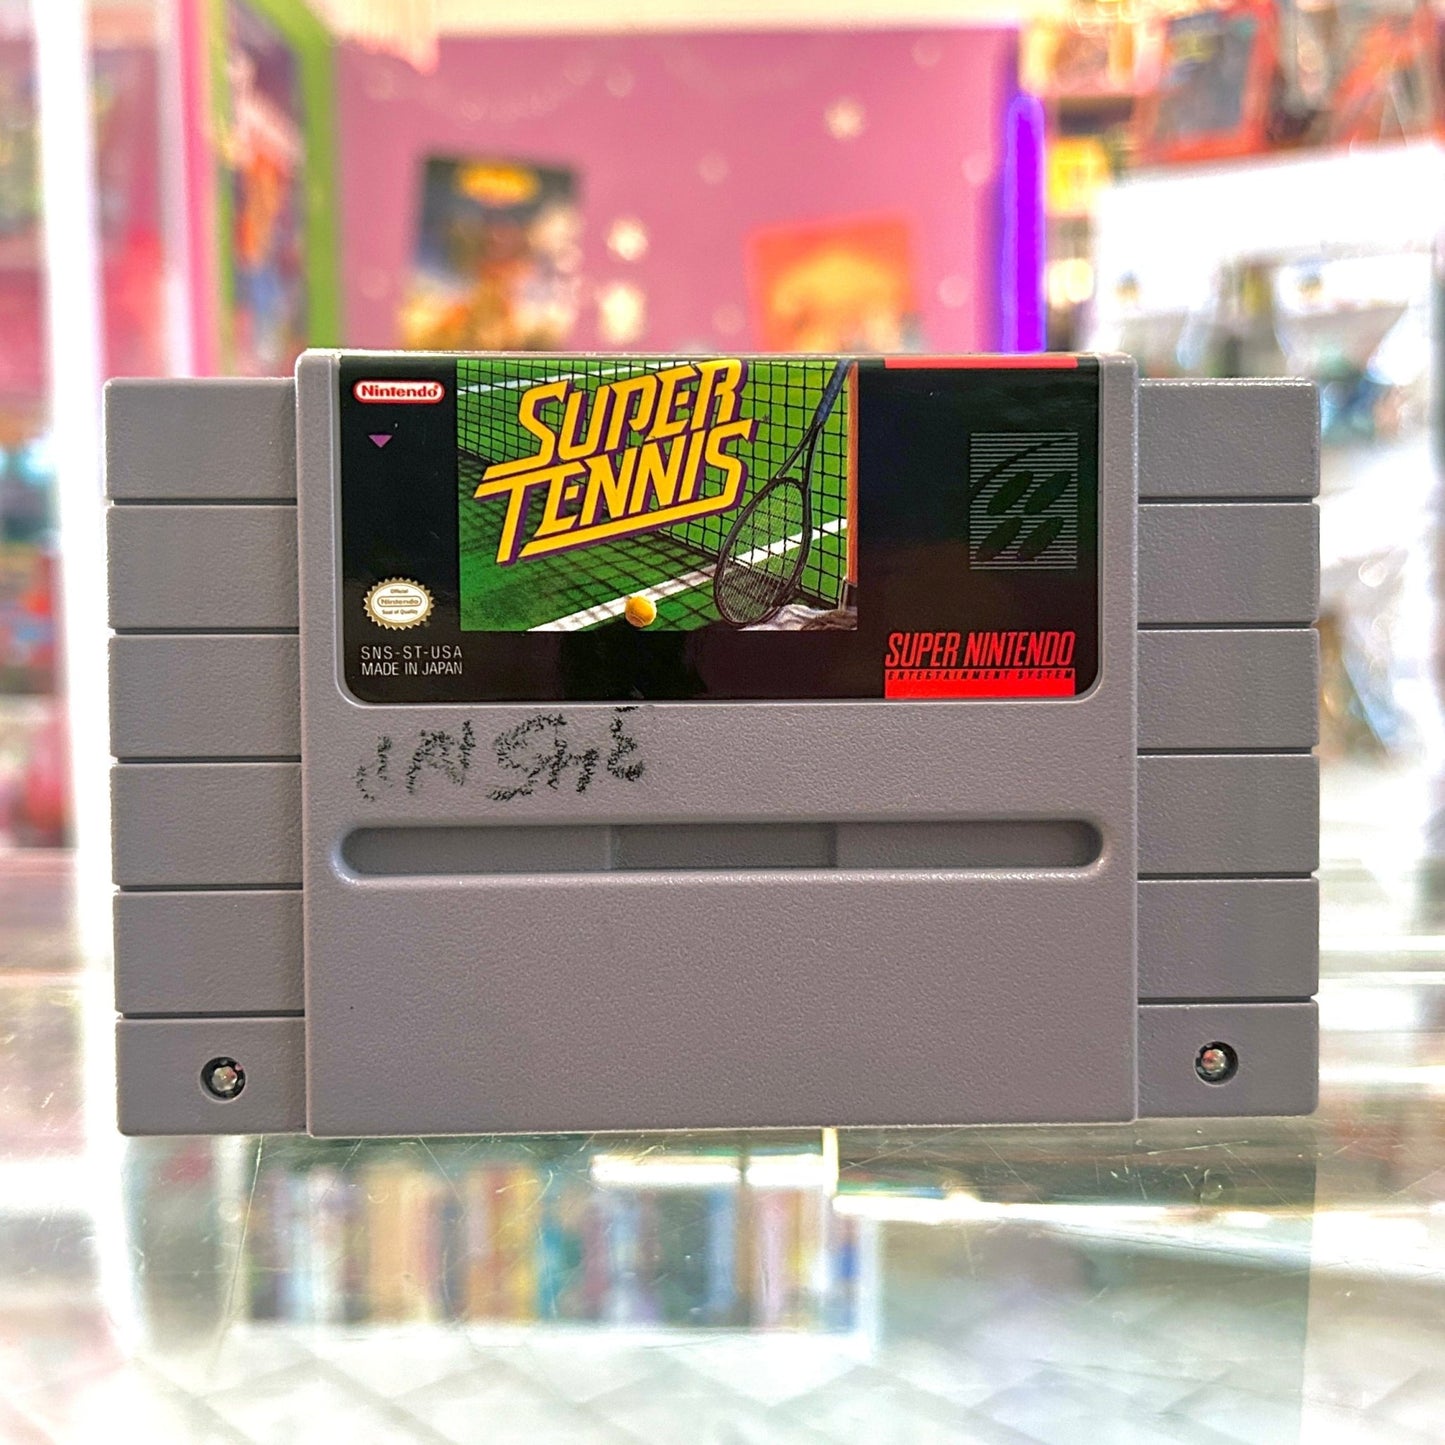 Nintendo®
SUPER
TENNIS
Official
Nintendo
Seal of Quality
SNS-ST-USA
MADE IN JAPAN
SUPER NINTENDO
ENTERTAINMENT SYSTEM